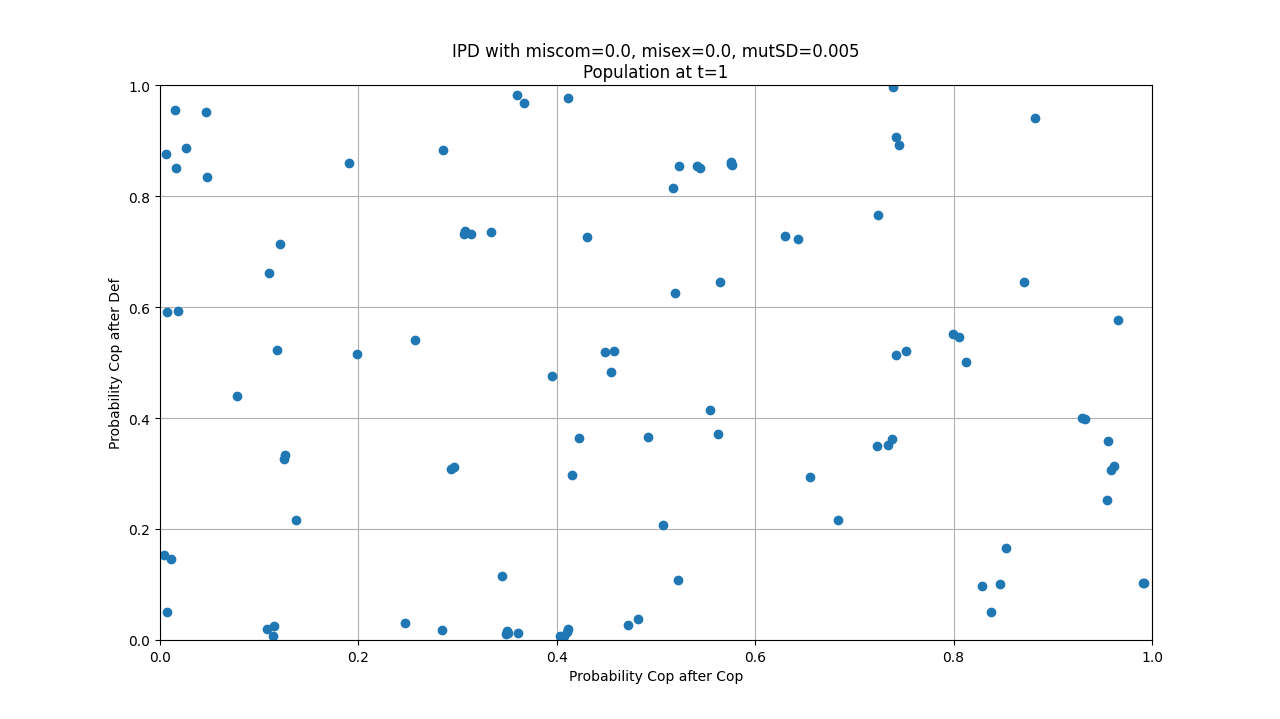 IPD with miscom=0.0, misex=0.0, mutSD=0.005
Population at t=1
1.0
0.8
0.6
0.4
0.2
0.0
Probability Cop after Def
0.0 0.2 0.4 0.6 0.8 1.0
Probability Cop after Cop